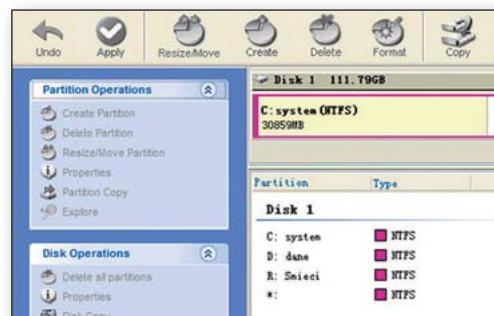 Undo Apply Resize/Move Create Delete Format Copy
Partition Operations
Create Partition
Delete Partition
Resize/Move Partition
Properties
Partition Copy
Explore
Disk Operations
Delete all partitions
Properties
Disk Copy
Disk 1 111.79GB
C:system(NTFS)
30859MB
Partition Type
Disk 1
C: system NTFS
D: dane NTFS
R: Smieci NTFS
*: NTFS